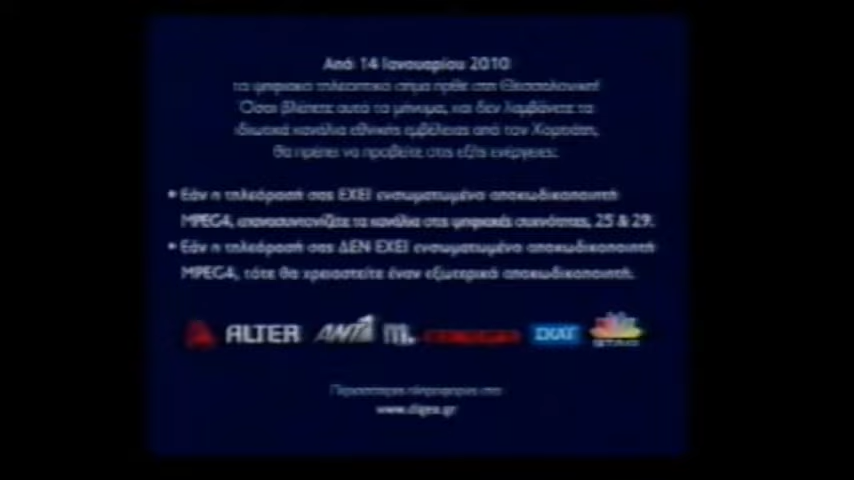 Από 14 Ιανουαρίου 2010
το ψηφιακό τηλεοπτικό σήμα ήρθε στη Θεσσαλονίκη!
Όσοι βλέπετε αυτό το μήνυμα, και δεν λαμβάνετε τα
ιδιωτικά κανάλια εθνικής εμβέλειας από τον Χορτιάτη,
θα πρέπει να προβείτε στις εξής ενέργειες:
• Εάν η τηλεόρασή σας ΕΧΕΙ ενσωματωμένο αποκωδικοποιητή
MPEG4, επανασυντονίζετε τα κανάλια στις ψηφιακές συχνότητες, 25 & 29.
• Εάν η τηλεόρασή σας ΔΕΝ ΕΧΕΙ ενσωματωμένο αποκωδικοποιητή
MPEG4, τότε θα χρειαστείτε έναν εξωτερικό αποκωδικοποιητή.
ALTER ΑΝΤ1 M. ΣΚΑΪ STAR
Περισσότερες πληροφορίες στο
www.digea.gr